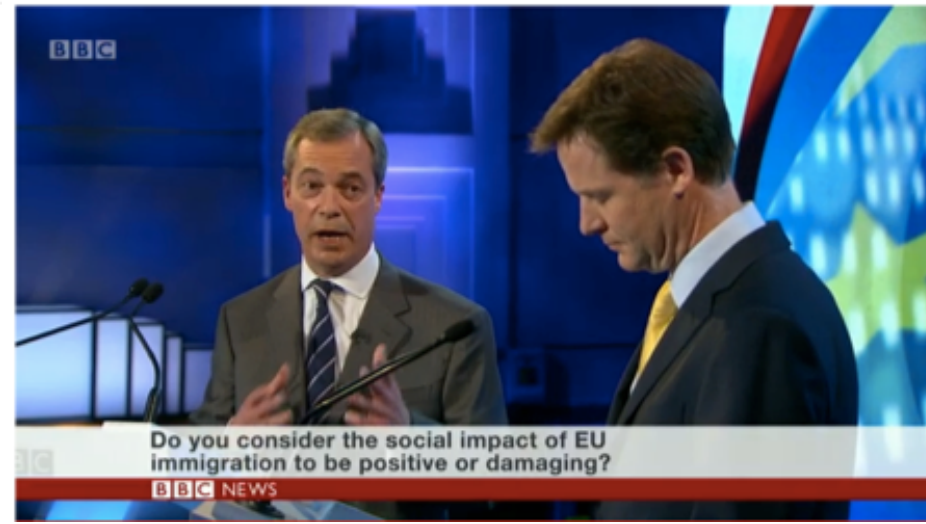 BBC
Do you consider the social impact of EU
immigration to be positive or damaging?
BBC NEWS